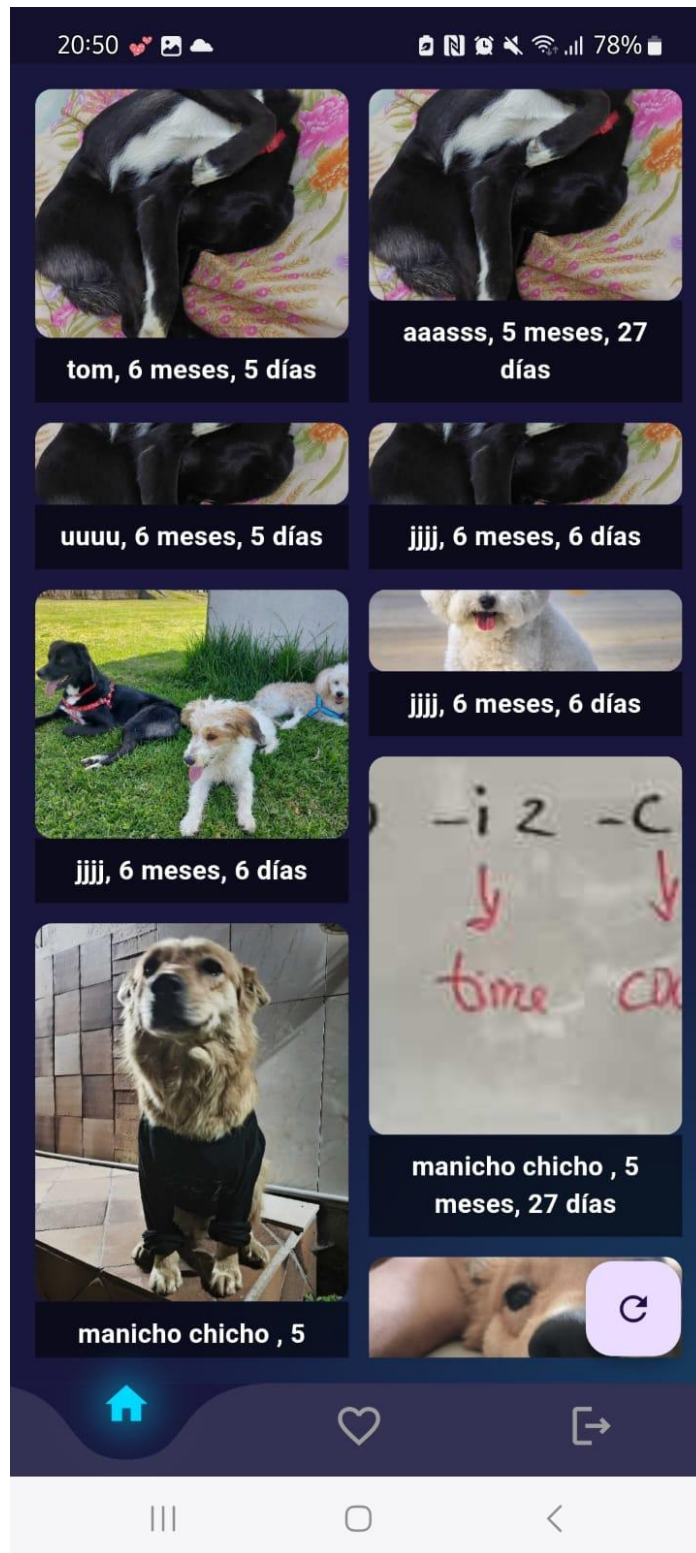 20:50
78%
tom, 6 meses, 5 días
aaasss, 5 meses, 27
días
uuuu, 6 meses, 5 días
jjjj, 6 meses, 6 días
jjjj, 6 meses, 6 días
jjjj, 6 meses, 6 días
-i 2 -c
time
manicho chicho , 5
meses, 27 días
manicho chicho , 5